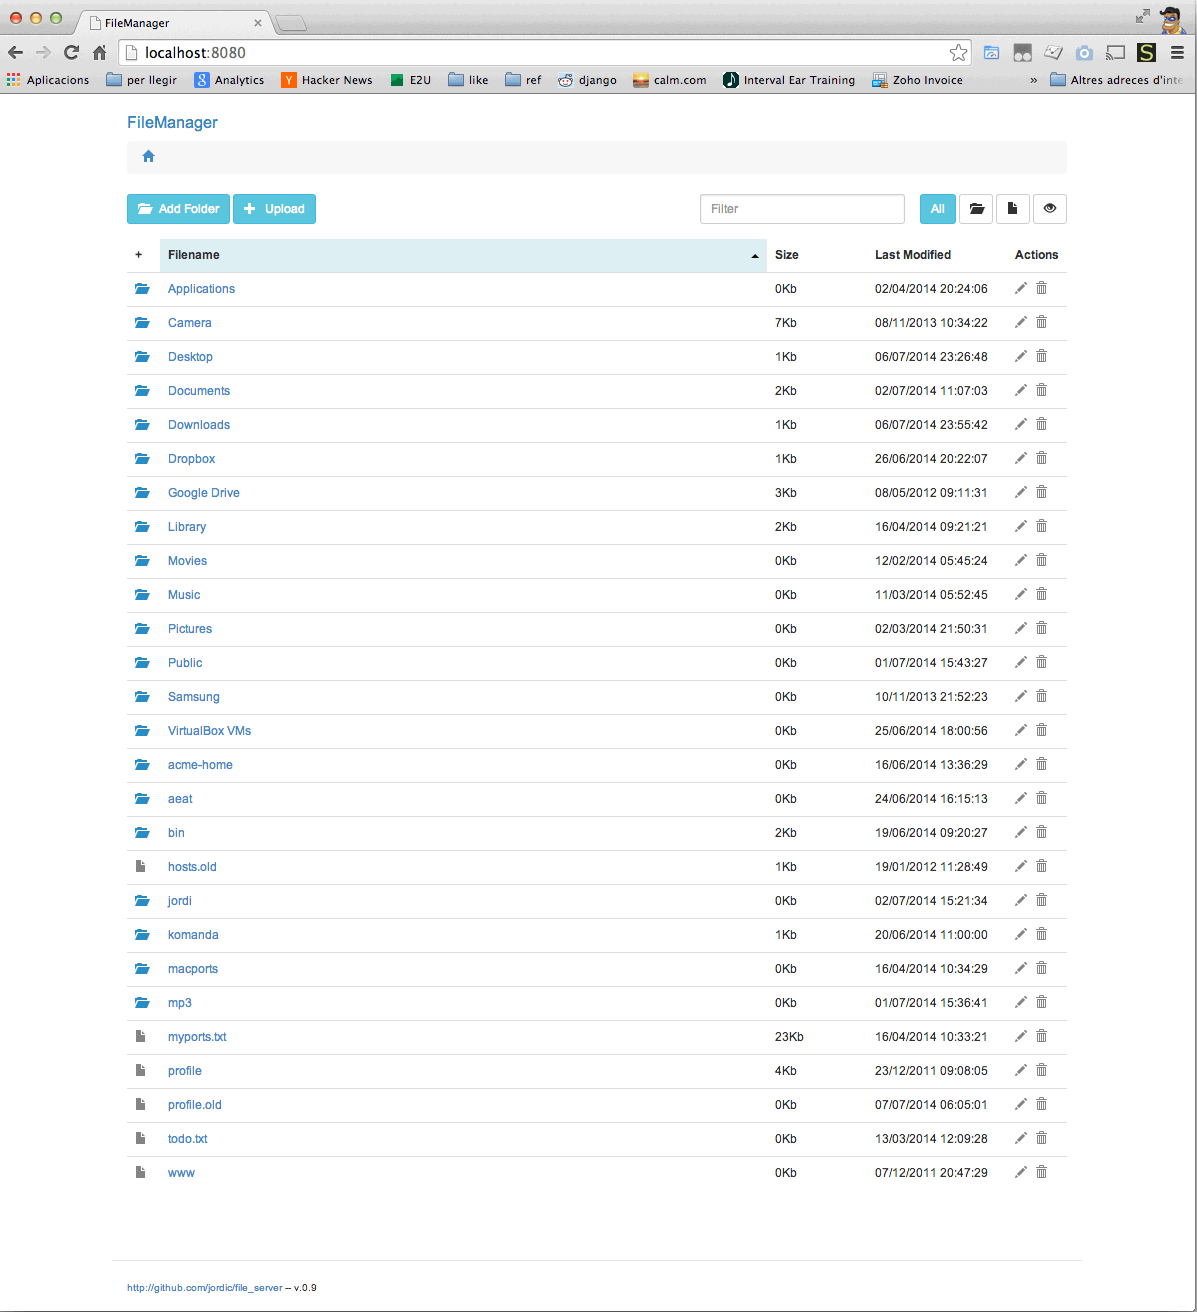 FileManager
localhost:8080
Aplicacions per llegir Analytics Hacker News E2U like ref django calm.com Interval Ear Training Zoho Invoice » Altres adreces d'inte
FileManager
Add Folder Upload Filter All
+ Filename Size Last Modified Actions
Applications 0Kb 02/04/2014 20:24:06
Camera 7Kb 08/11/2013 10:34:22
Desktop 1Kb 06/07/2014 23:26:48
Documents 2Kb 02/07/2014 11:07:03
Downloads 1Kb 06/07/2014 23:55:42
Dropbox 1Kb 26/06/2014 20:22:07
Google Drive 3Kb 08/05/2012 09:11:31
Library 2Kb 16/04/2014 09:21:21
Movies 0Kb 12/02/2014 05:45:24
Music 0Kb 11/03/2014 05:52:45
Pictures 0Kb 02/03/2014 21:50:31
Public 0Kb 01/07/2014 15:43:27
Samsung 0Kb 10/11/2013 21:52:23
VirtualBox VMs 0Kb 25/06/2014 18:00:56
acme-home 0Kb 16/06/2014 13:36:29
aeat 0Kb 24/06/2014 16:15:13
bin 2Kb 19/06/2014 09:20:27
hosts.old 1Kb 19/01/2012 11:28:49
jordi 0Kb 02/07/2014 15:21:34
komanda 1Kb 20/06/2014 11:00:00
macports 0Kb 16/04/2014 10:34:29
mp3 0Kb 01/07/2014 15:36:41
myports.txt 23Kb 16/04/2014 10:33:21
profile 4Kb 23/12/2011 09:08:05
profile.old 0Kb 07/07/2014 06:05:01
todo.txt 0Kb 13/03/2014 12:09:28
www 0Kb 07/12/2011 20:47:29
http://github.com/jordic/file_server -- v.0.9